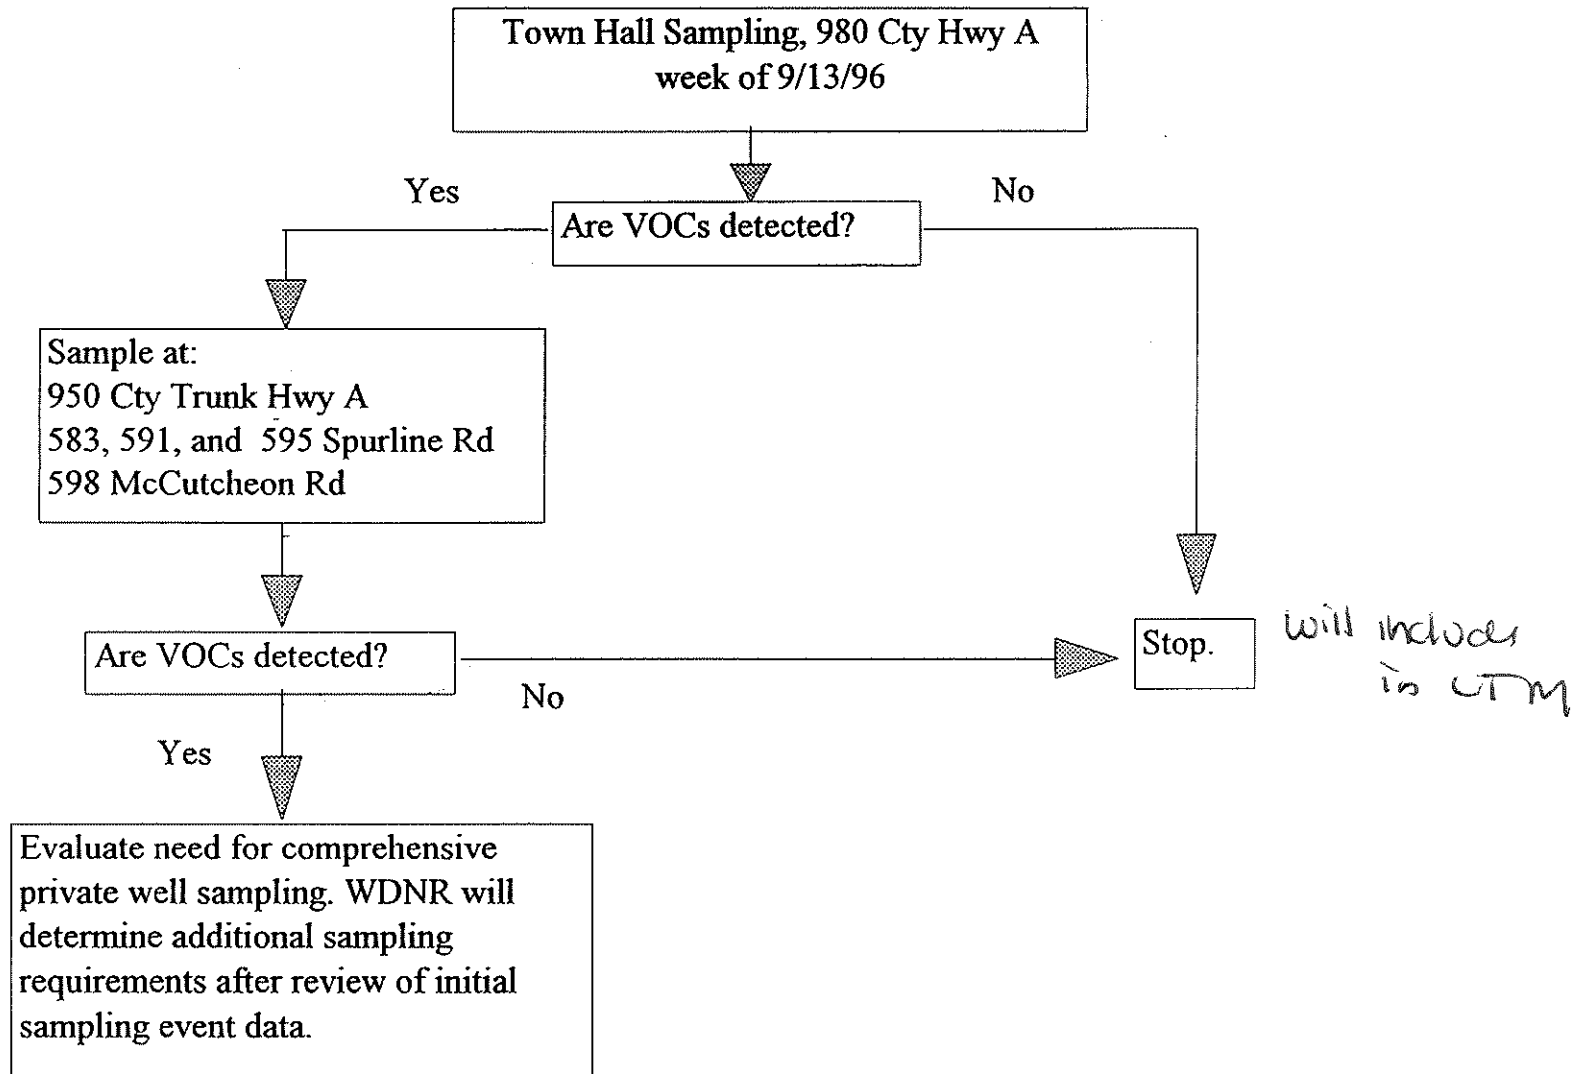 Town Hall Sampling, 980 Cty Hwy A
week of 9/13/96
Yes
No
Are VOCs detected?
Sample at:
950 Cty Trunk Hwy A
583, 591, and 595 Spurline Rd
598 McCutcheon Rd
Are VOCs detected?
No
Stop.
will include
in LTM
Yes
Evaluate need for comprehensive
private well sampling. WDNR will
determine additional sampling
requirements after review of initial
sampling event data.